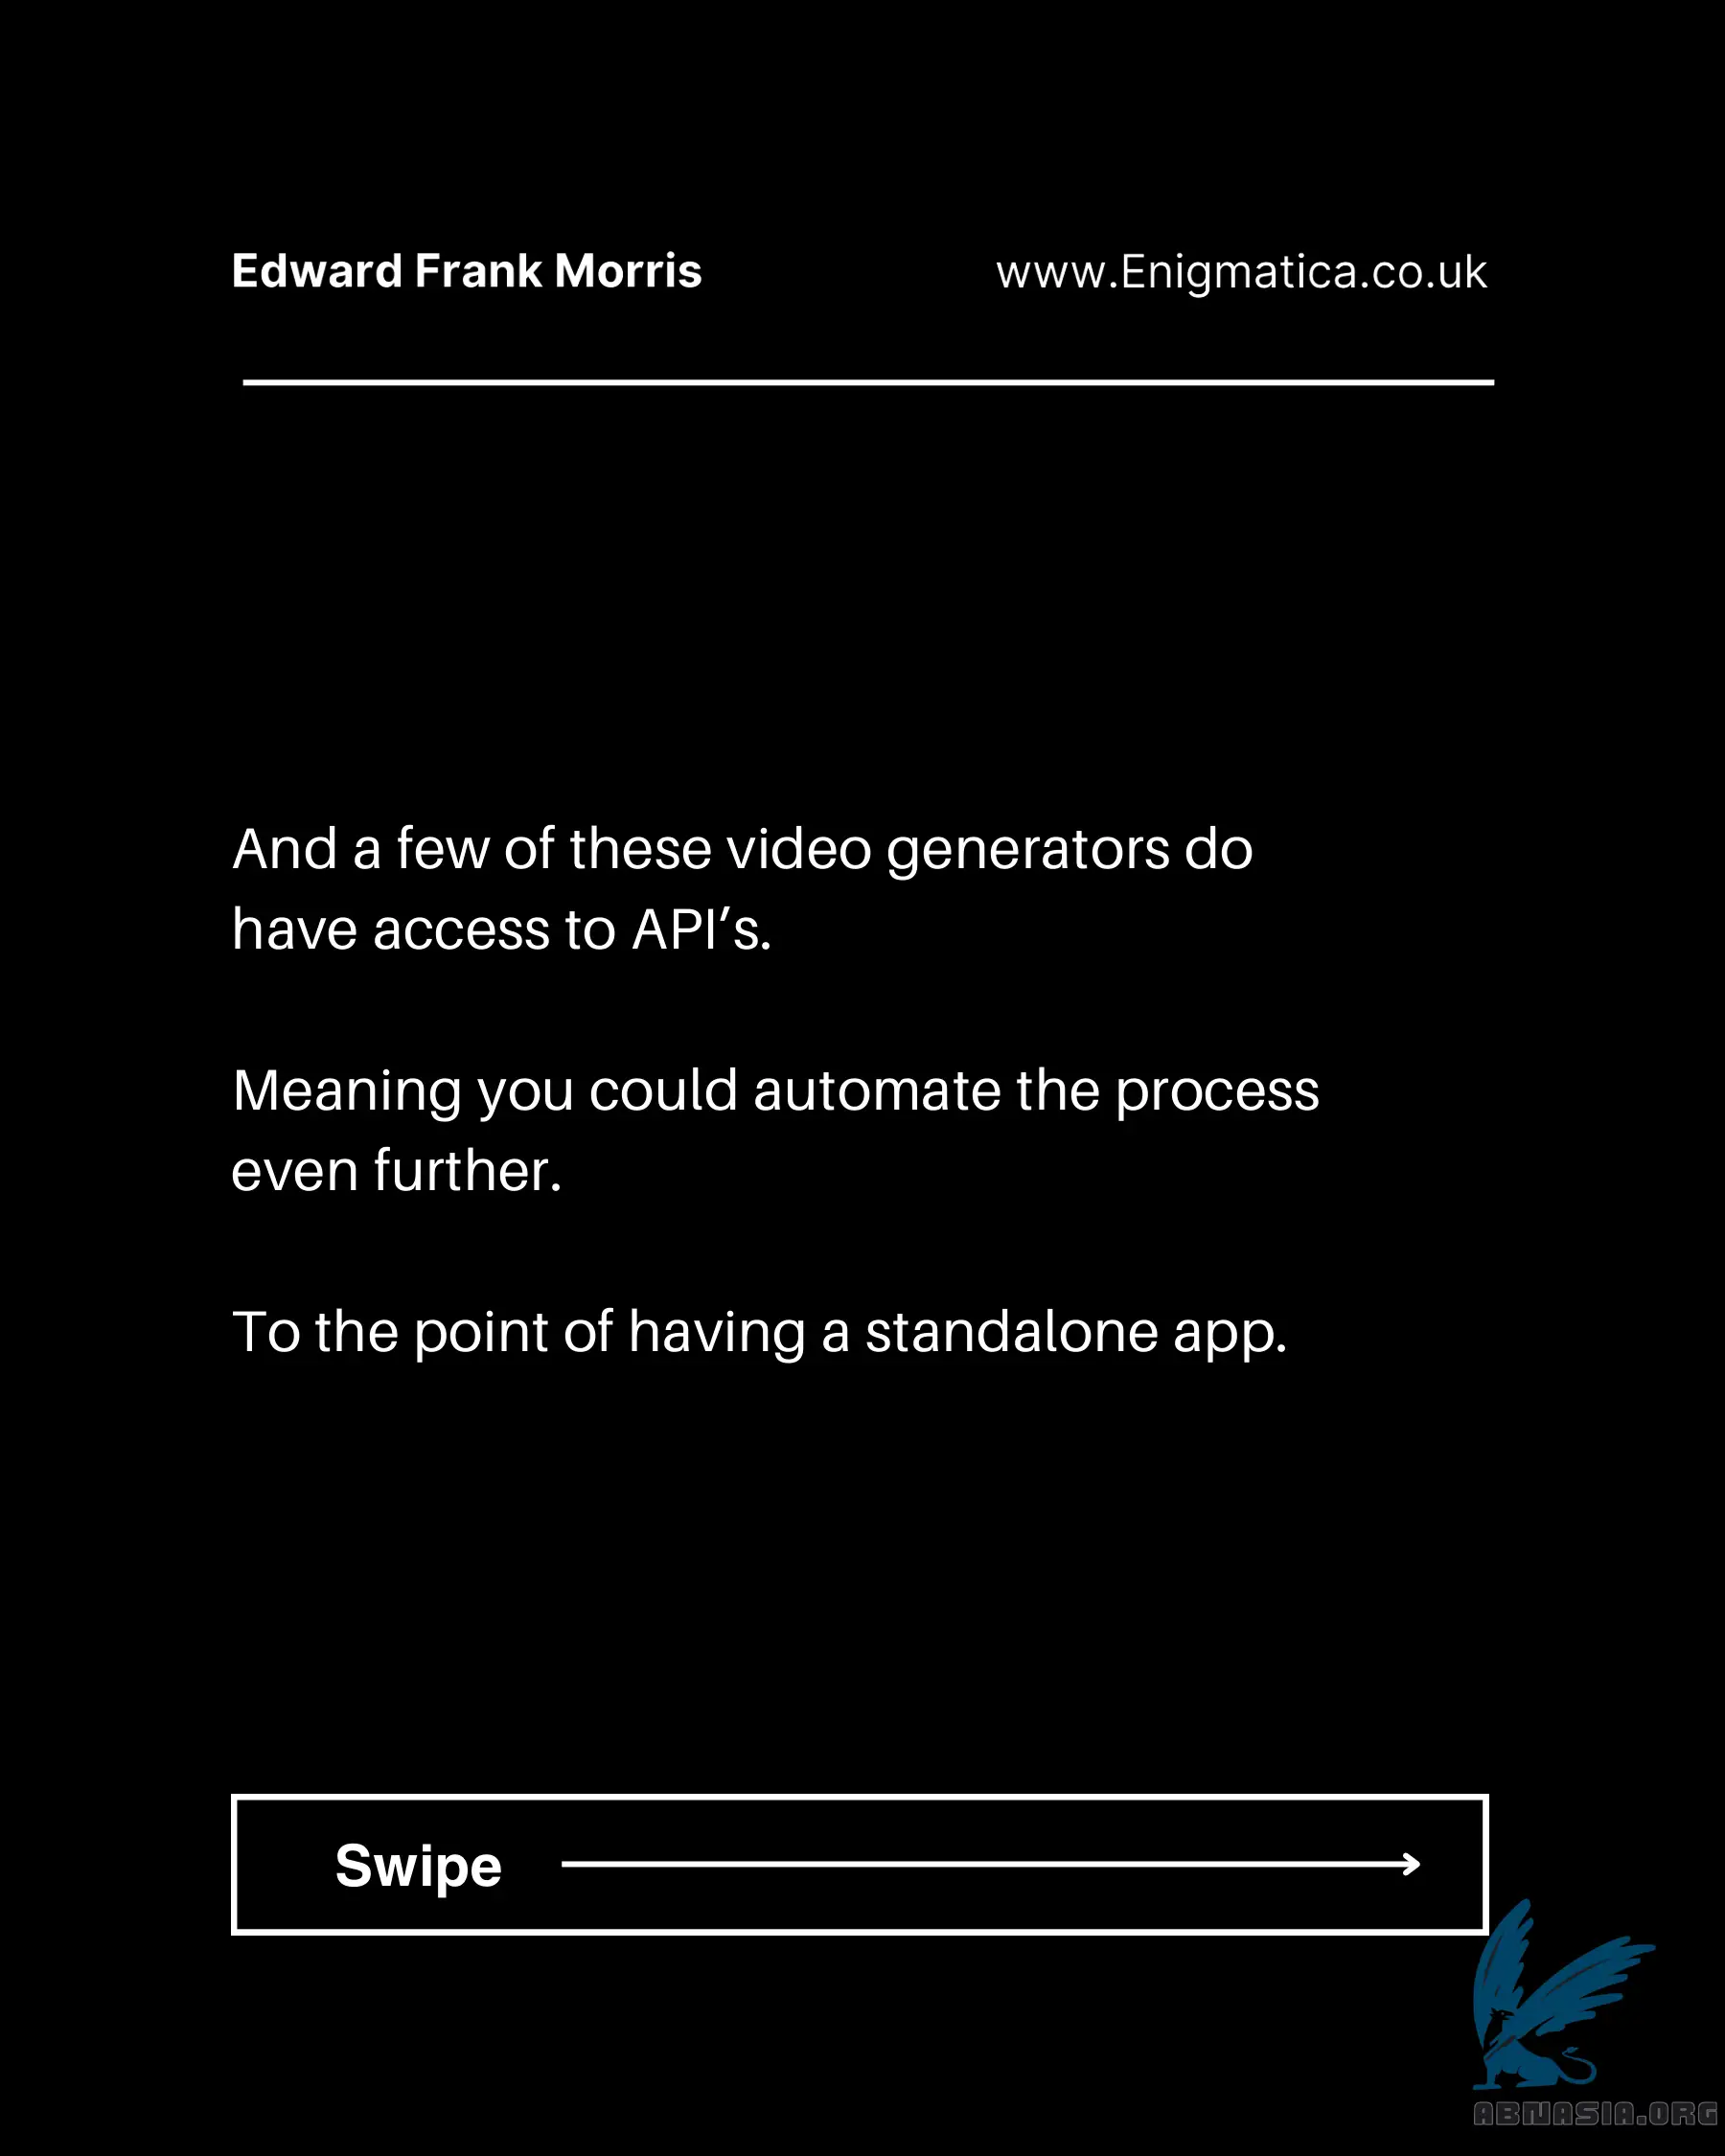 Edward Frank Morris
www.Enigmatica.co.uk
And a few of these video generators do
have access to API’s.
Meaning you could automate the process
even further.
To the point of having a standalone app.
Swipe
ABNASIA.ORG